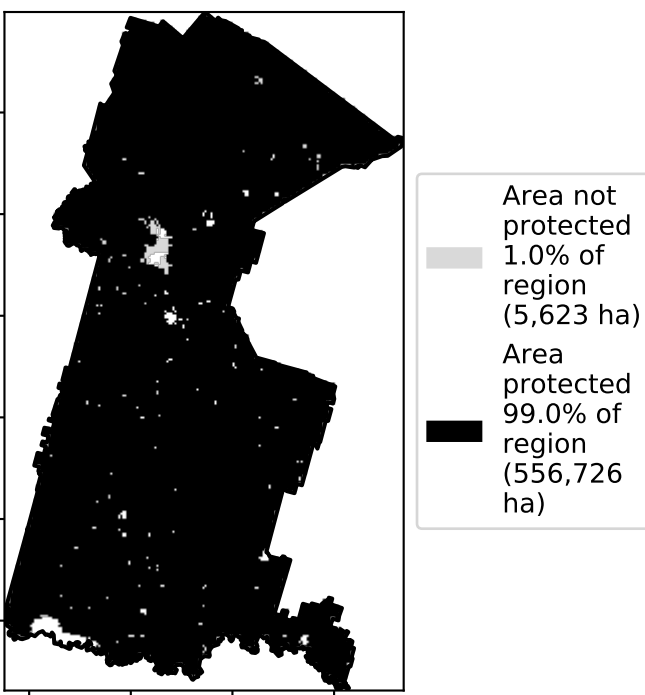 Area not
protected
1.0% of
region
(5,623 ha)
Area
protected
99.0% of
region
(556,726
ha)